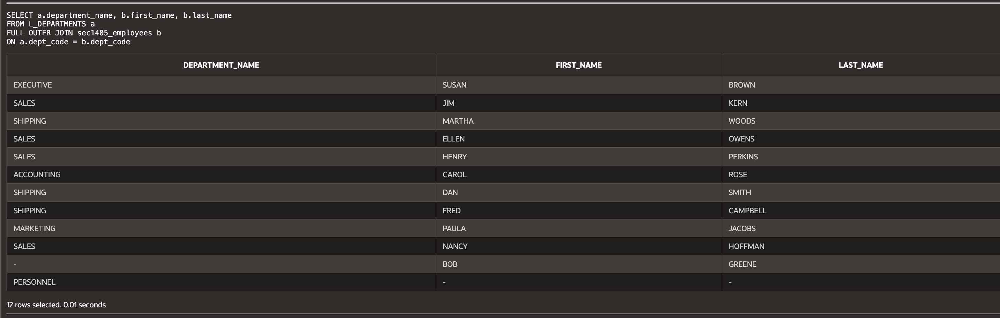 SELECT a.department_name, b.first_name, b.last_name
FROM L_DEPARTMENTS a
FULL OUTER JOIN sec1405_employees b
ON a.dept_code = b.dept_code
DEPARTMENT_NAME FIRST_NAME LAST_NAME
EXECUTIVE SUSAN BROWN
SALES JIM KERN
SHIPPING MARTHA WOODS
SALES ELLEN OWENS
SALES HENRY PERKINS
ACCOUNTING CAROL ROSE
SHIPPING DAN SMITH
SHIPPING FRED CAMPBELL
MARKETING PAULA JACOBS
SALES NANCY HOFFMAN
- BOB GREENE
PERSONNEL - -
12 rows selected. 0.01 seconds